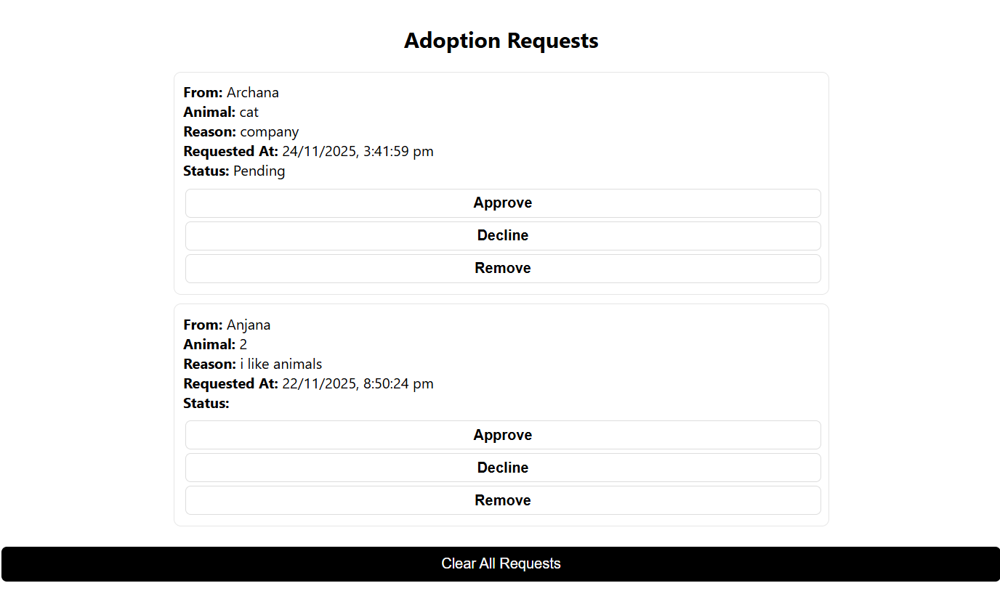 Adoption Requests
From: Archana
Animal: cat
Reason: company
Requested At: 24/11/2025, 3:41:59 pm
Status: Pending
Approve
Decline
Remove
From: Anjana
Animal: 2
Reason: i like animals
Requested At: 22/11/2025, 8:50:24 pm
Status:
Approve
Decline
Remove
Clear All Requests